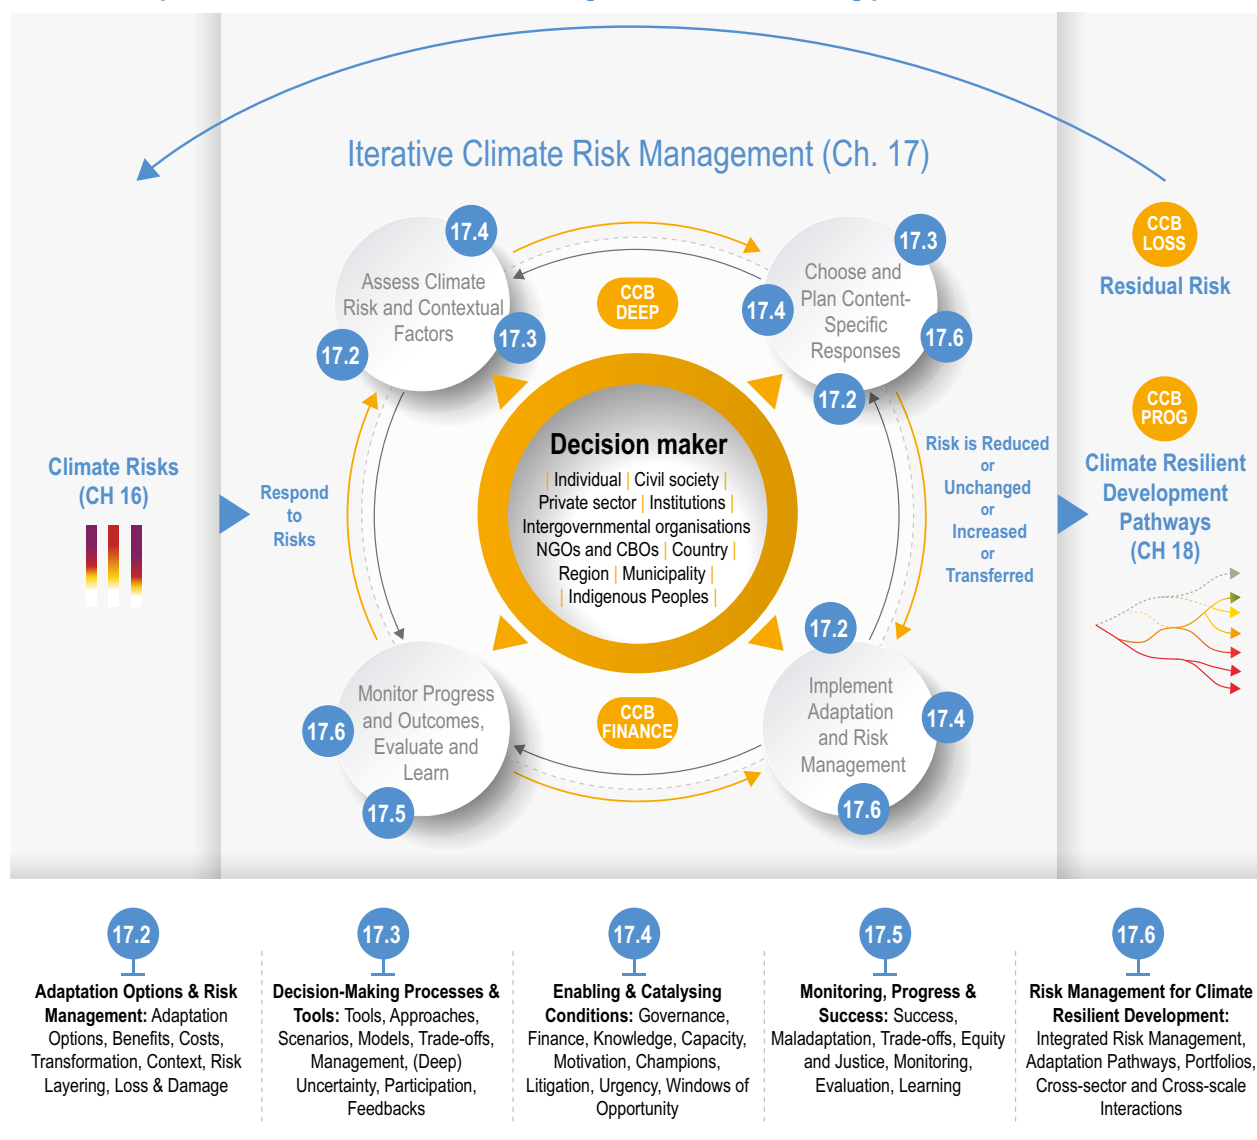 Iterative Climate Risk Management (Ch. 17)
17.4
Assess Climate
Risk and Contextual
Factors
17.2
17.3
CCB
DEEP
17.3
Choose and
Plan Content-
Specific
Responses
17.4
17.6
17.2
CCB
LOSS
Residual Risk
Climate Risks
(CH 16)
Respond
to
Risks
Decision maker
| Individual | Civil society |
Private sector | Institutions |
Intergovernmental organisations
NGOs and CBOs | Country |
Region | Municipality |
| Indigenous Peoples |
Risk is Reduced
or
Unchanged
or
Increased
or
Transferred
CCB
PROG
Climate Resilient
Development
Pathways
(CH 18)
Monitor Progress
and Outcomes,
Evaluate and
Learn
17.6
17.5
CCB
FINANCE
17.2
Implement
Adaptation
and Risk
Management
17.4
17.6
17.2
Adaptation Options & Risk
Management: Adaptation
Options, Benefits, Costs,
Transformation, Context, Risk
Layering, Loss & Damage
17.3
Decision-Making Processes &
Tools: Tools, Approaches,
Scenarios, Models, Trade-offs,
Management, (Deep)
Uncertainty, Participation,
Feedbacks
17.4
Enabling & Catalysing
Conditions: Governance,
Finance, Knowledge, Capacity,
Motivation, Champions,
Litigation, Urgency, Windows of
Opportunity
17.5
Monitoring, Progress &
Success: Success,
Maladaptation, Trade-offs, Equity
and Justice, Monitoring,
Evaluation, Learning
17.6
Risk Management for Climate
Resilient Development:
Integrated Risk Management,
Adaptation Pathways, Portfolios,
Cross-sector and Cross-scale
Interactions